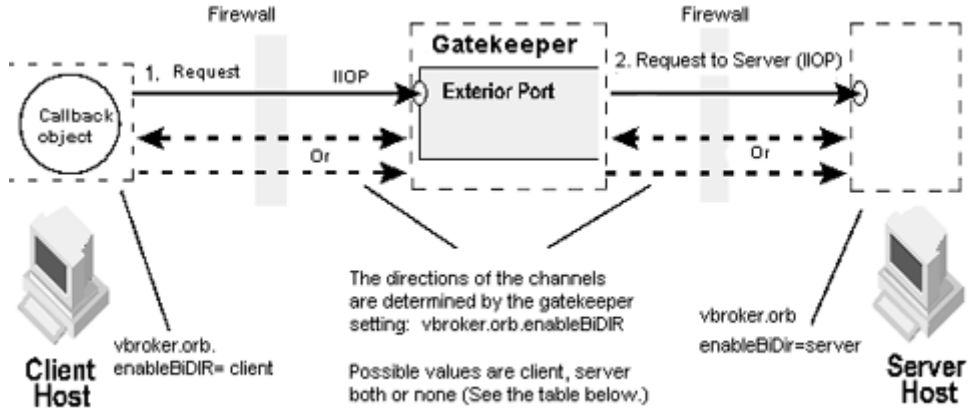 Firewall
Firewall
Gatekeeper
1. Request
IIOP
2. Request to Server (IIOP)
Exterior Port
Callback
object
Or
Or
The directions of the channels
are determined by the gatekeeper
setting: vbroker.orb.enableBiDIR
Possible values are client, server
both or none (See the table below.)
vbroker.orb.
enableBiDIR= client
vbroker.orb
enableBiDir=server
Client
Host
Server
Host